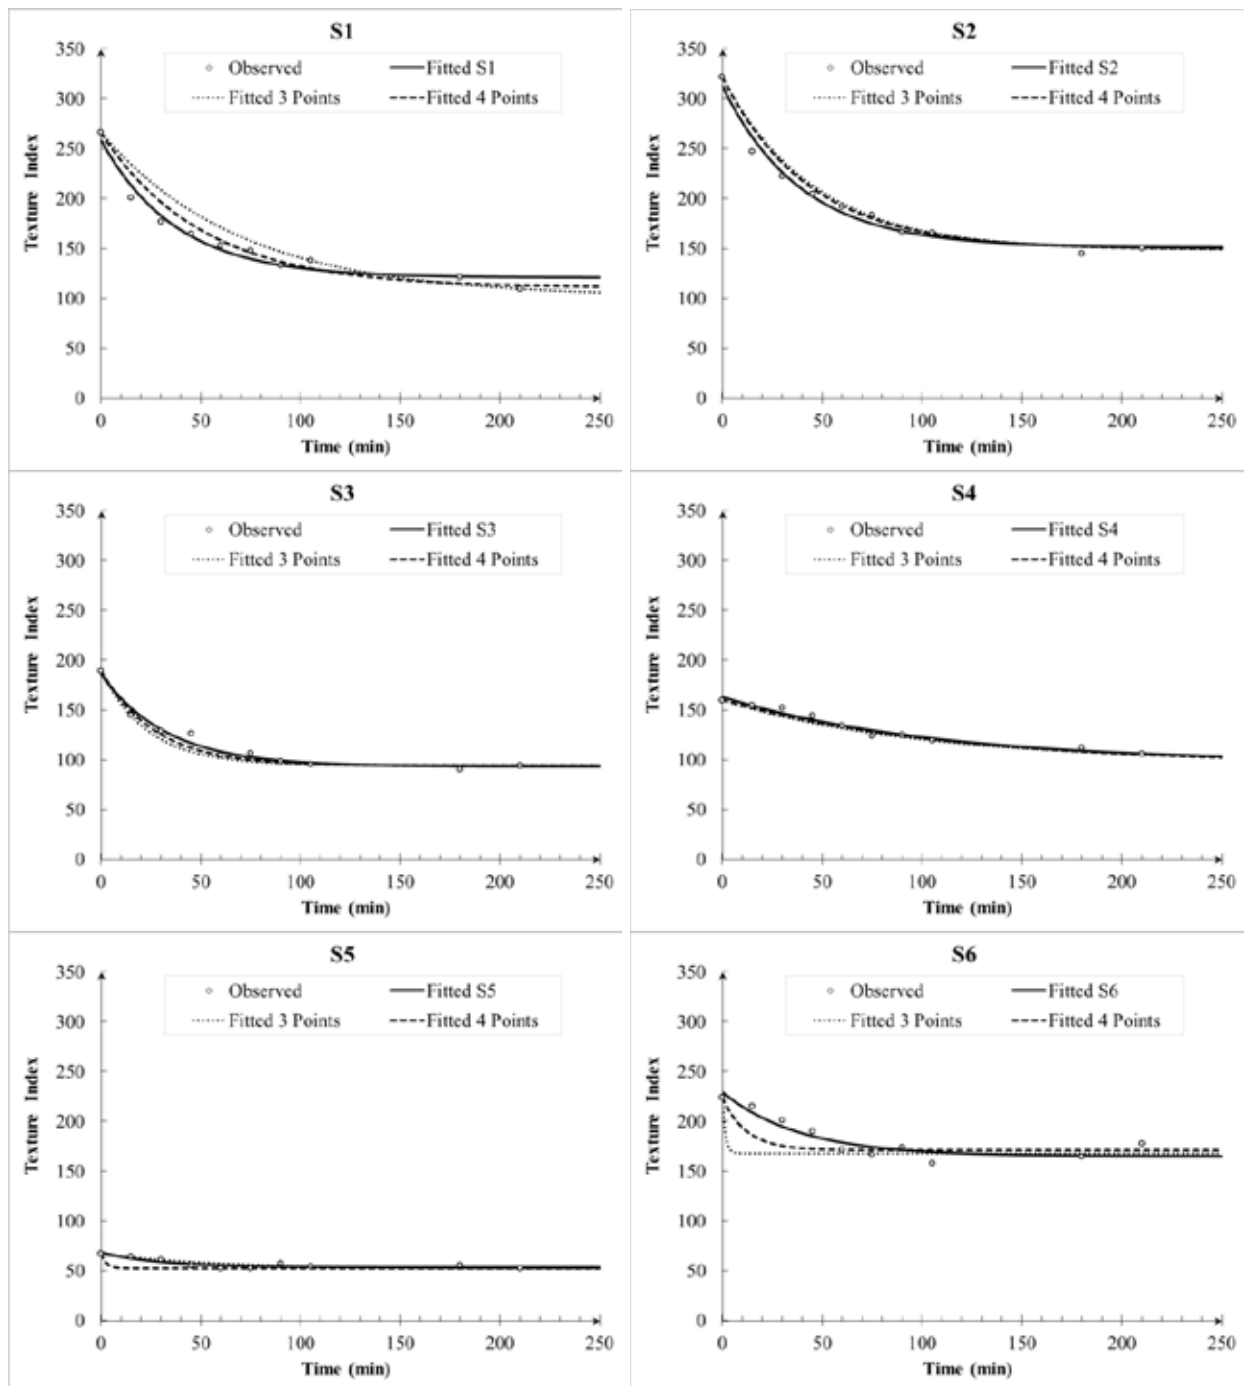 S1
Observed Fitted S1
Fitted 3 Points Fitted 4 Points
350
300
250
200
150
100
50
0
Texture Index
0 50 100 150 200 250
Time (min)
S2
Observed Fitted S2
Fitted 3 Points Fitted 4 Points
350
300
250
200
150
100
50
0
Texture Index
0 50 100 150 200 250
Time (min)
S3
Observed Fitted S3
Fitted 3 Points Fitted 4 Points
350
300
250
200
150
100
50
0
Texture Index
0 50 100 150 200 250
Time (min)
S4
Observed Fitted S4
Fitted 3 Points Fitted 4 Points
350
300
250
200
150
100
50
0
Texture Index
0 50 100 150 200 250
Time (min)
S5
Observed Fitted S5
Fitted 3 Points Fitted 4 Points
350
300
250
200
150
100
50
0
Texture Index
0 50 100 150 200 250
Time (min)
S6
Observed Fitted S6
Fitted 3 Points Fitted 4 Points
350
300
250
200
150
100
50
0
Texture Index
0 50 100 150 200 250
Time (min)